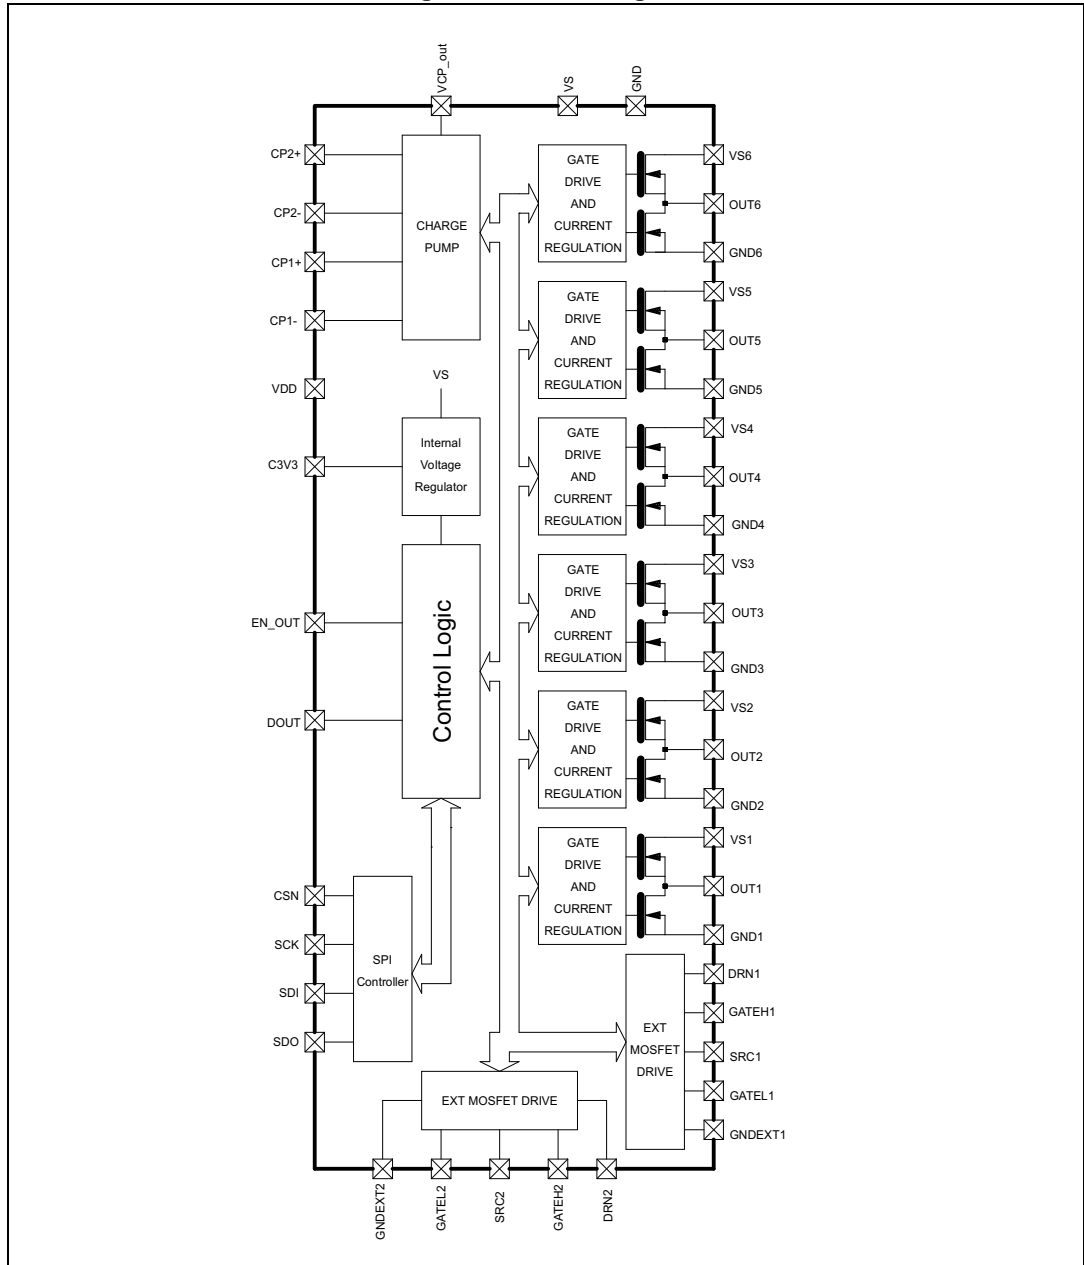 VCP_out
VS
GND
CP2+
CP2-
CP1+
CP1-
VDD
C3V3
EN_OUT
DOUT
CSN
SCK
SDI
SDO
CHARGE
PUMP
VS
Internal
Voltage
Regulator
Control Logic
SPI
Controller
GATE
DRIVE
AND
CURRENT
REGULATION
VS6
OUT6
GND6
GATE
DRIVE
AND
CURRENT
REGULATION
VS5
OUT5
GND5
GATE
DRIVE
AND
CURRENT
REGULATION
VS4
OUT4
GND4
GATE
DRIVE
AND
CURRENT
REGULATION
VS3
OUT3
GND3
GATE
DRIVE
AND
CURRENT
REGULATION
VS2
OUT2
GND2
GATE
DRIVE
AND
CURRENT
REGULATION
VS1
OUT1
GND1
EXT
MOSFET
DRIVE
DRN1
GATEH1
SRC1
GATEL1
GNDEXT1
EXT MOSFET DRIVE
GNDEXT2
GATEL2
SRC2
GATEH2
DRN2